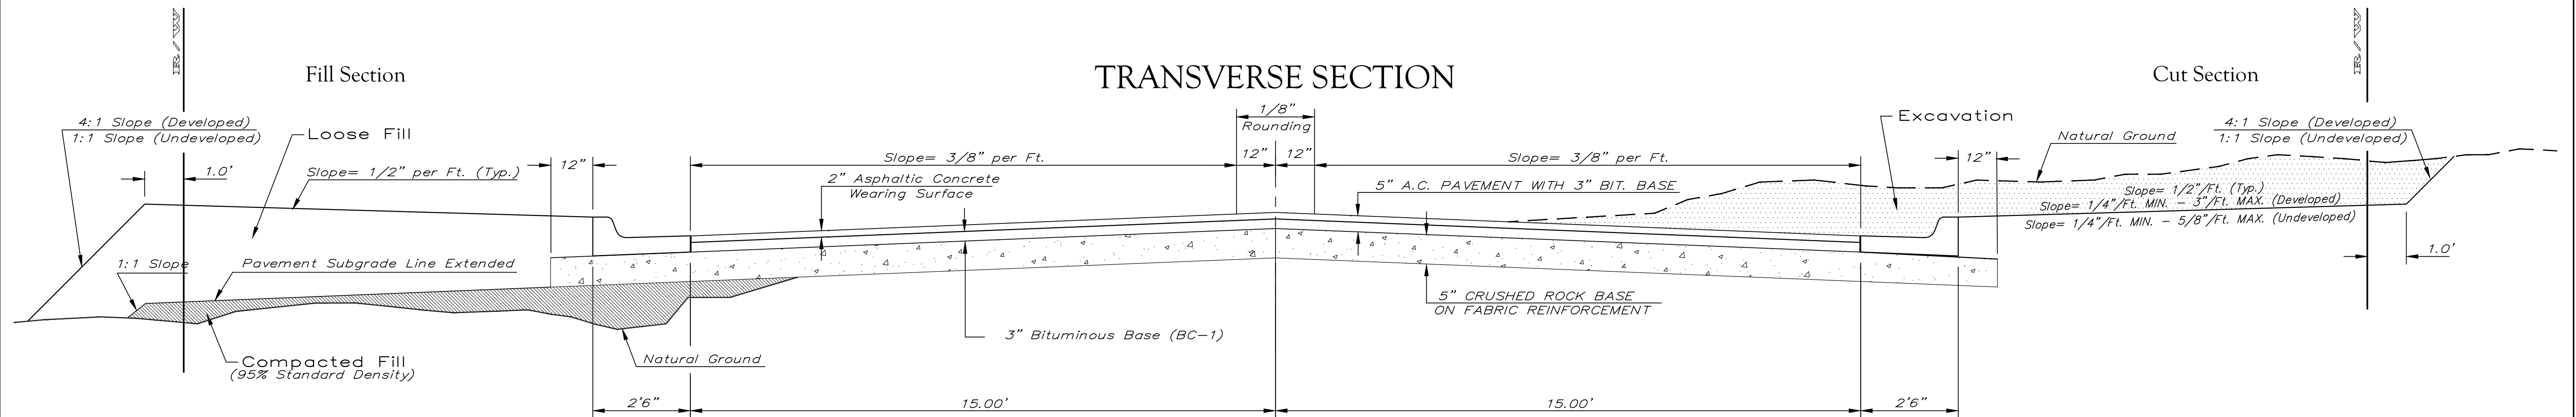 R/W
R/W
Fill Section
TRANSVERSE SECTION
Cut Section
1/8”
Rounding
4:1 Slope (Developed)
1:1 Slope (Undeveloped)
Loose Fill
Excavation
Natural Ground
4:1 Slope (Developed)
1:1 Slope (Undeveloped)
1.0’
Slope= 1/2” per Ft. (Typ.)
12”
Slope= 3/8” per Ft.
12”
12”
Slope= 3/8” per Ft.
12”
2” Asphaltic Concrete
Wearing Surface
5” A.C. PAVEMENT WITH 3” BIT. BASE
Slope= 1/2”/Ft. (Typ.)
Slope= 1/4”/Ft. MIN. – 3”/Ft. MAX. (Developed)
Slope= 1/4”/Ft. MIN. – 5/8”/Ft. MAX. (Undeveloped)
1.0’
1:1 Slope
Pavement Subgrade Line Extended
5” CRUSHED ROCK BASE
ON FABRIC REINFORCEMENT
3” Bituminous Base (BC–1)
Compacted Fill
(95% Standard Density)
Natural Ground
2’6”
15.00’
15.00’
2’6”